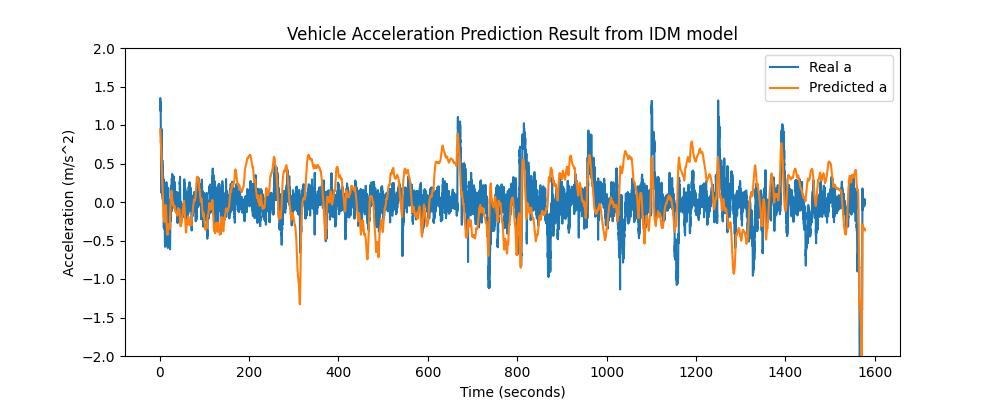 Vehicle Acceleration Prediction Result from IDM model
Real a
Predicted a
Acceleration (m/s^2)
2.0
1.5
1.0
0.5
0.0
−0.5
−1.0
−1.5
−2.0
0 200 400 600 800 1000 1200 1400 1600
Time (seconds)